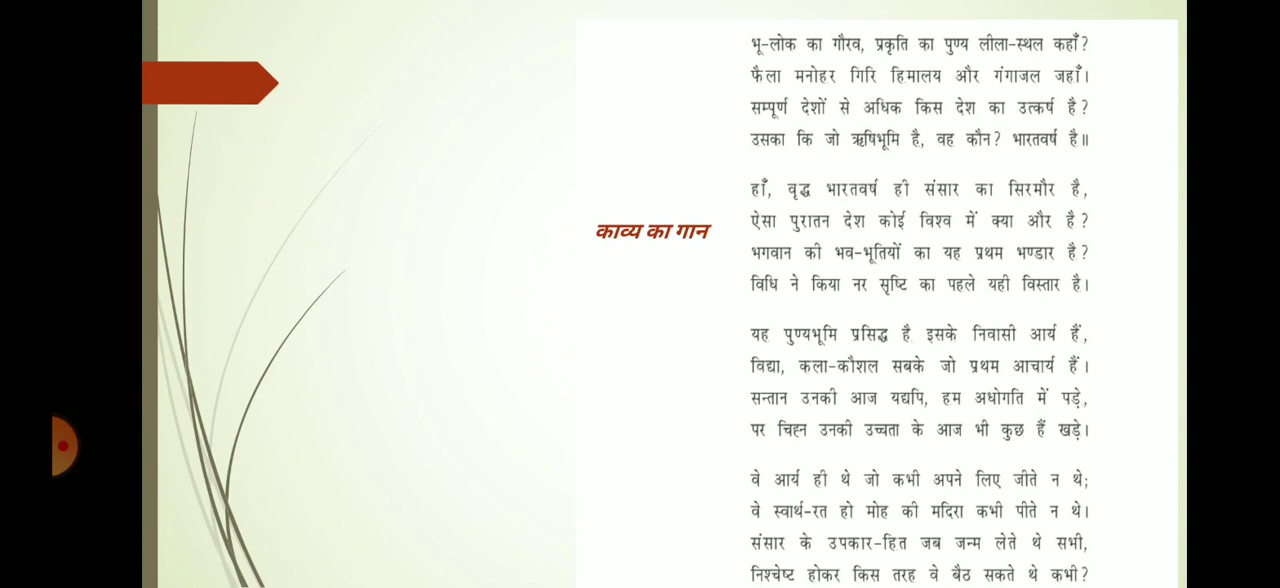 भू-लोक का गौरव, प्रकृति का पुण्य लीला-स्थल कहाँ?
फैला मनोहर गिरि हिमालय और गंगाजल जहाँ।
सम्पूर्ण देशों से अधिक किस देश का उत्कर्ष है?
उसका कि जो ऋषिभूमि है, वह कौन? भारतवर्ष है॥
हाँ, वृद्ध भारतवर्ष ही संसार का सिरमौर है,
ऐसा पुरातन देश कोई विश्व में क्या और है?
काव्य का गान
भगवान की भव-भूतियों का यह प्रथम भण्डार है?
विधि ने किया नर सृष्टि का पहले यही विस्तार है।
यह पुण्यभूमि प्रसिद्ध है इसके निवासी आर्य हैं,
विद्या, कला-कौशल सबके जो प्रथम आचार्य हैं।
सन्तान उनकी आज यद्यपि, हम अधोगति में पड़े,
पर चिह्न उनकी उच्चता के आज भी कुछ हैं खड़े।
वे आर्य ही थे जो कभी अपने लिए जीते न थे;
वे स्वार्थ-रत हो मोह की मदिरा कभी पीते न थे।
संसार के उपकार-हित जब जन्म लेते थे सभी,
निश्चेष्ट होकर किस तरह वे बैठ सकते थे कभी?